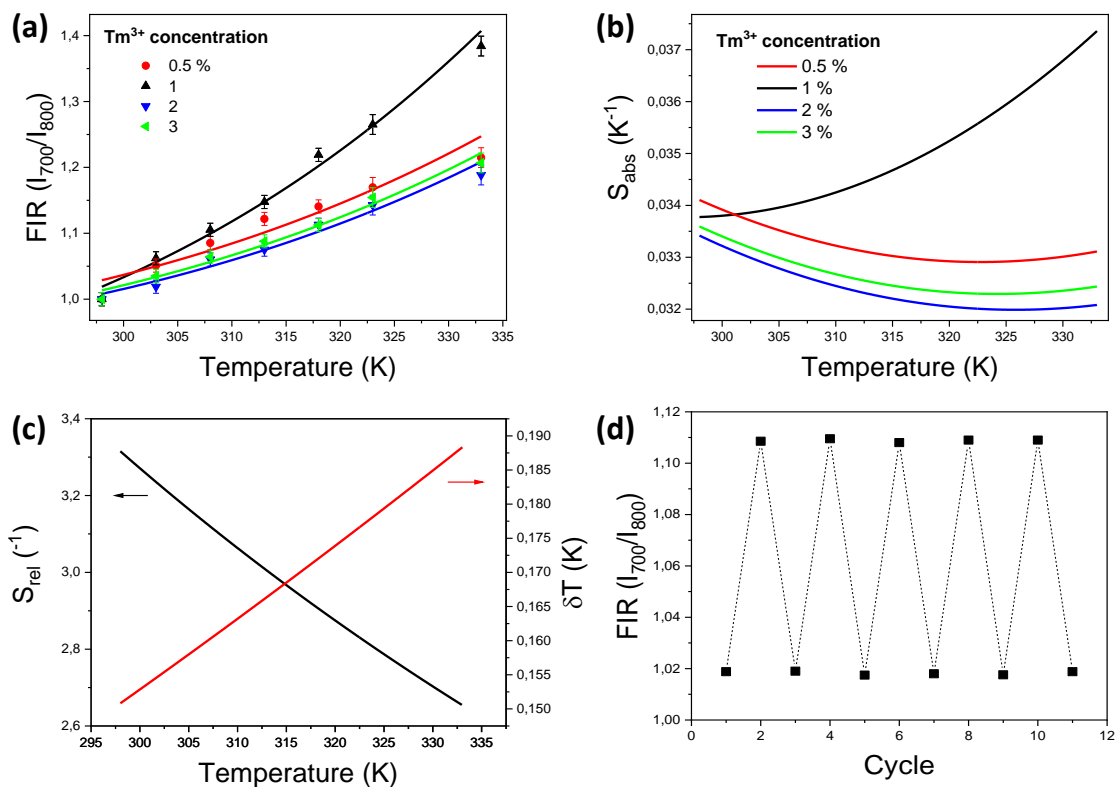 (a)
Tm³⁺ concentration
0.5 %
1
2
3
FIR (I₇₀₀/I₈₀₀)
1,4
1,3
1,2
1,1
1,0
300 305 310 315 320 325 330 335
Temperature (K)
(b)
Tm³⁺ concentration
0.5 %
1 %
2 %
3 %
S_abs (K⁻¹)
0,037
0,036
0,035
0,034
0,033
0,032
300 305 310 315 320 325 330
Temperature (K)
(c)
S_rel (⁻¹)
3,4
3,2
3,0
2,8
2,6
0,190
0,185
0,180
0,175
0,170
0,165
0,160
0,155
0,150
δT (K)
295 300 305 310 315 320 325 330 335
Temperature (K)
(d)
FIR (I₇₀₀/I₈₀₀)
1,12
1,10
1,08
1,06
1,04
1,02
1,00
0 2 4 6 8 10 12
Cycle